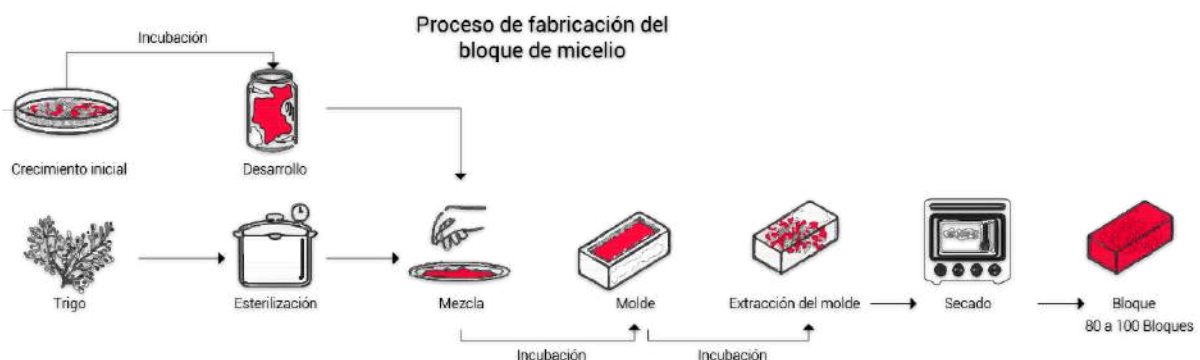 Proceso de fabricación del
bloque de micelio
Incubación
Crecimiento inicial
Desarrollo
Trigo
Esterilización
Mezcla
Molde
Extracción del molde
Secado
Bloque
80 a 100 Bloques
Incubación
Incubación